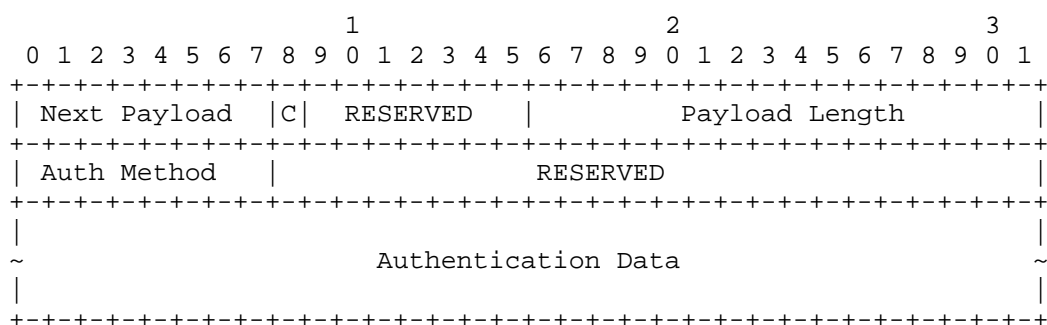 1                   2                   3
 0 1 2 3 4 5 6 7 8 9 0 1 2 3 4 5 6 7 8 9 0 1 2 3 4 5 6 7 8 9 0 1
+-+-+-+-+-+-+-+-+-+-+-+-+-+-+-+-+-+-+-+-+-+-+-+-+-+-+-+-+-+-+-+-+
| Next Payload  |C|  RESERVED   |         Payload Length        |
+-+-+-+-+-+-+-+-+-+-+-+-+-+-+-+-+-+-+-+-+-+-+-+-+-+-+-+-+-+-+-+-+
| Auth Method   |                RESERVED                       |
+-+-+-+-+-+-+-+-+-+-+-+-+-+-+-+-+-+-+-+-+-+-+-+-+-+-+-+-+-+-+-+-+
|                                                               |
~                      Authentication Data                      ~
|                                                               |
+-+-+-+-+-+-+-+-+-+-+-+-+-+-+-+-+-+-+-+-+-+-+-+-+-+-+-+-+-+-+-+-+